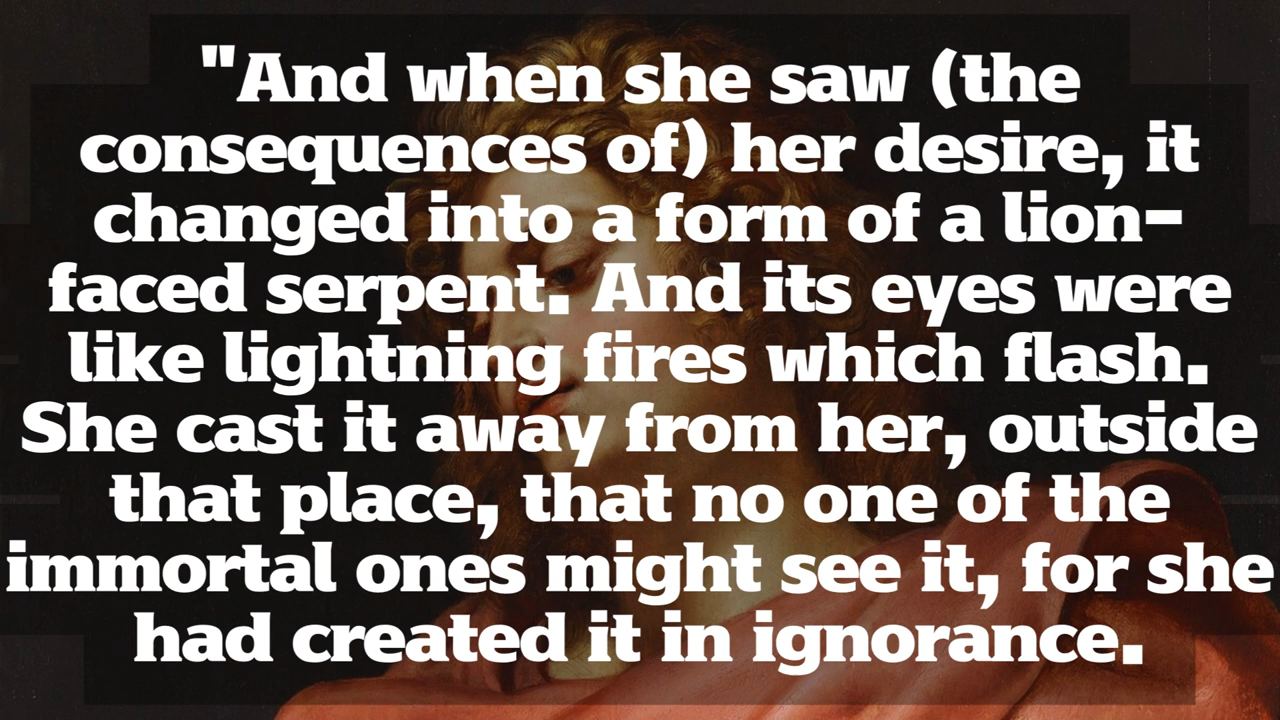 "And when she saw (the
consequences of) her desire, it
changed into a form of a lion-
faced serpent. And its eyes were
like lightning fires which flash.
She cast it away from her, outside
that place, that no one of the
immortal ones might see it, for she
had created it in ignorance.